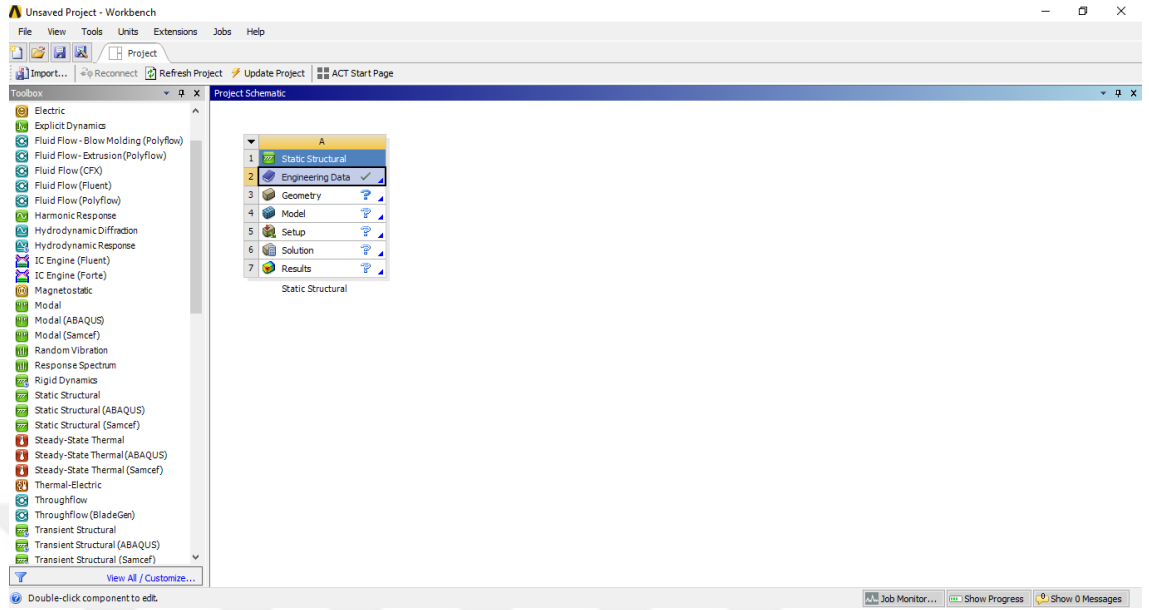 Unsaved Project - Workbench
File View Tools Units Extensions Jobs Help
Project
Import... Reconnect Refresh Project Update Project ACT Start Page
Toolbox
Electric
Explicit Dynamics
Fluid Flow - Blow Molding (Polyflow)
Fluid Flow - Extrusion (Polyflow)
Fluid Flow (CFX)
Fluid Flow (Fluent)
Fluid Flow (Polyflow)
Harmonic Response
Hydrodynamic Diffraction
Hydrodynamic Response
IC Engine (Fluent)
IC Engine (Forte)
Magnetostatic
Modal
Modal (ABAQUS)
Modal (Samcef)
Random Vibration
Response Spectrum
Rigid Dynamics
Static Structural
Static Structural (ABAQUS)
Static Structural (Samcef)
Steady-State Thermal
Steady-State Thermal (ABAQUS)
Steady-State Thermal (Samcef)
Thermal-Electric
Throughflow
Throughflow (BladeGen)
Transient Structural
Transient Structural (ABAQUS)
Transient Structural (Samcef)
View All / Customize...
Project Schematic
A
1 Static Structural
2 Engineering Data
3 Geometry
4 Model
5 Setup
6 Solution
7 Results
Static Structural
Double-click component to edit.
Job Monitor... Show Progress Show 0 Messages